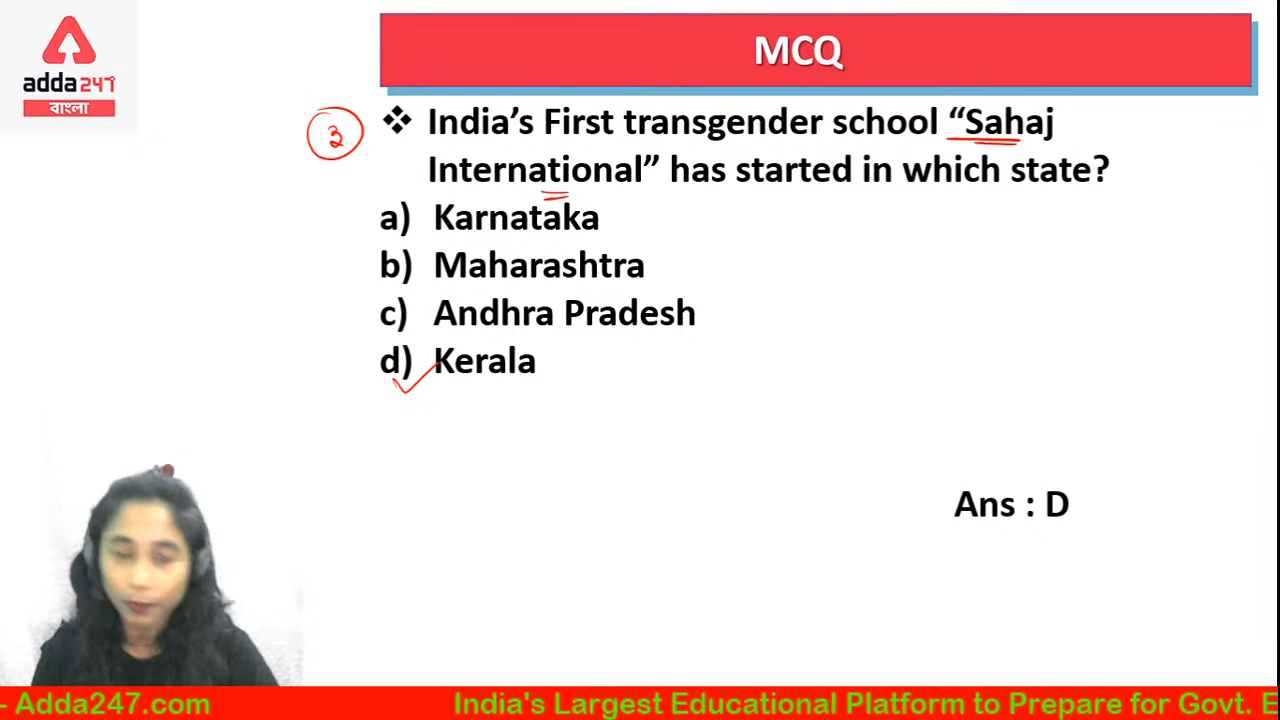 adda247
বাংলা
MCQ
3
❖ India’s First transgender school “Sahaj
International” has started in which state?
a) Karnataka
b) Maharashtra
c) Andhra Pradesh
d) Kerala
Ans : D
- Adda247.com India's Largest Educational Platform to Prepare for Govt. E